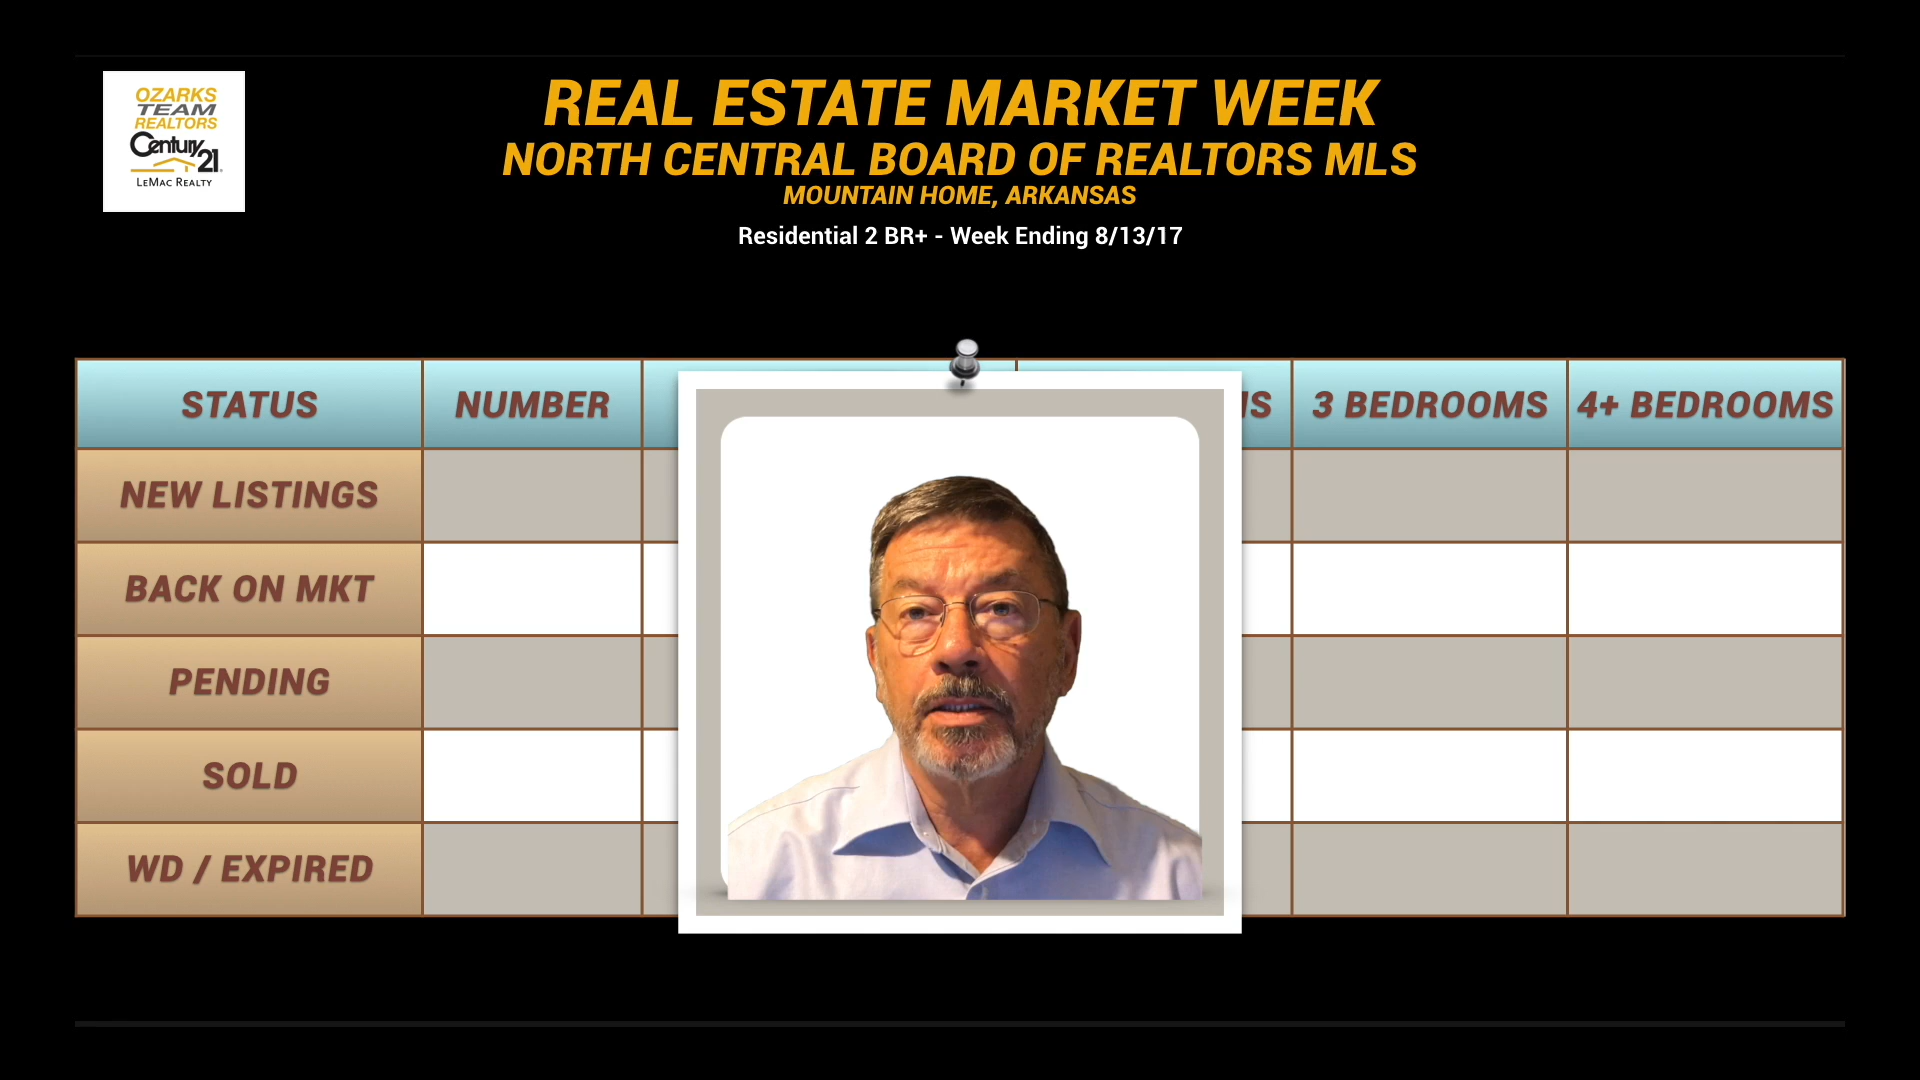 OZARKS
TEAM
REALTORS
Century 21
LEMAC REALTY
REAL ESTATE MARKET WEEK
NORTH CENTRAL BOARD OF REALTORS MLS
MOUNTAIN HOME, ARKANSAS
Residential 2 BR+ - Week Ending 8/13/17
STATUS NUMBER 3 BEDROOMS 4+ BEDROOMS
NEW LISTINGS
BACK ON MKT
PENDING
SOLD
WD / EXPIRED